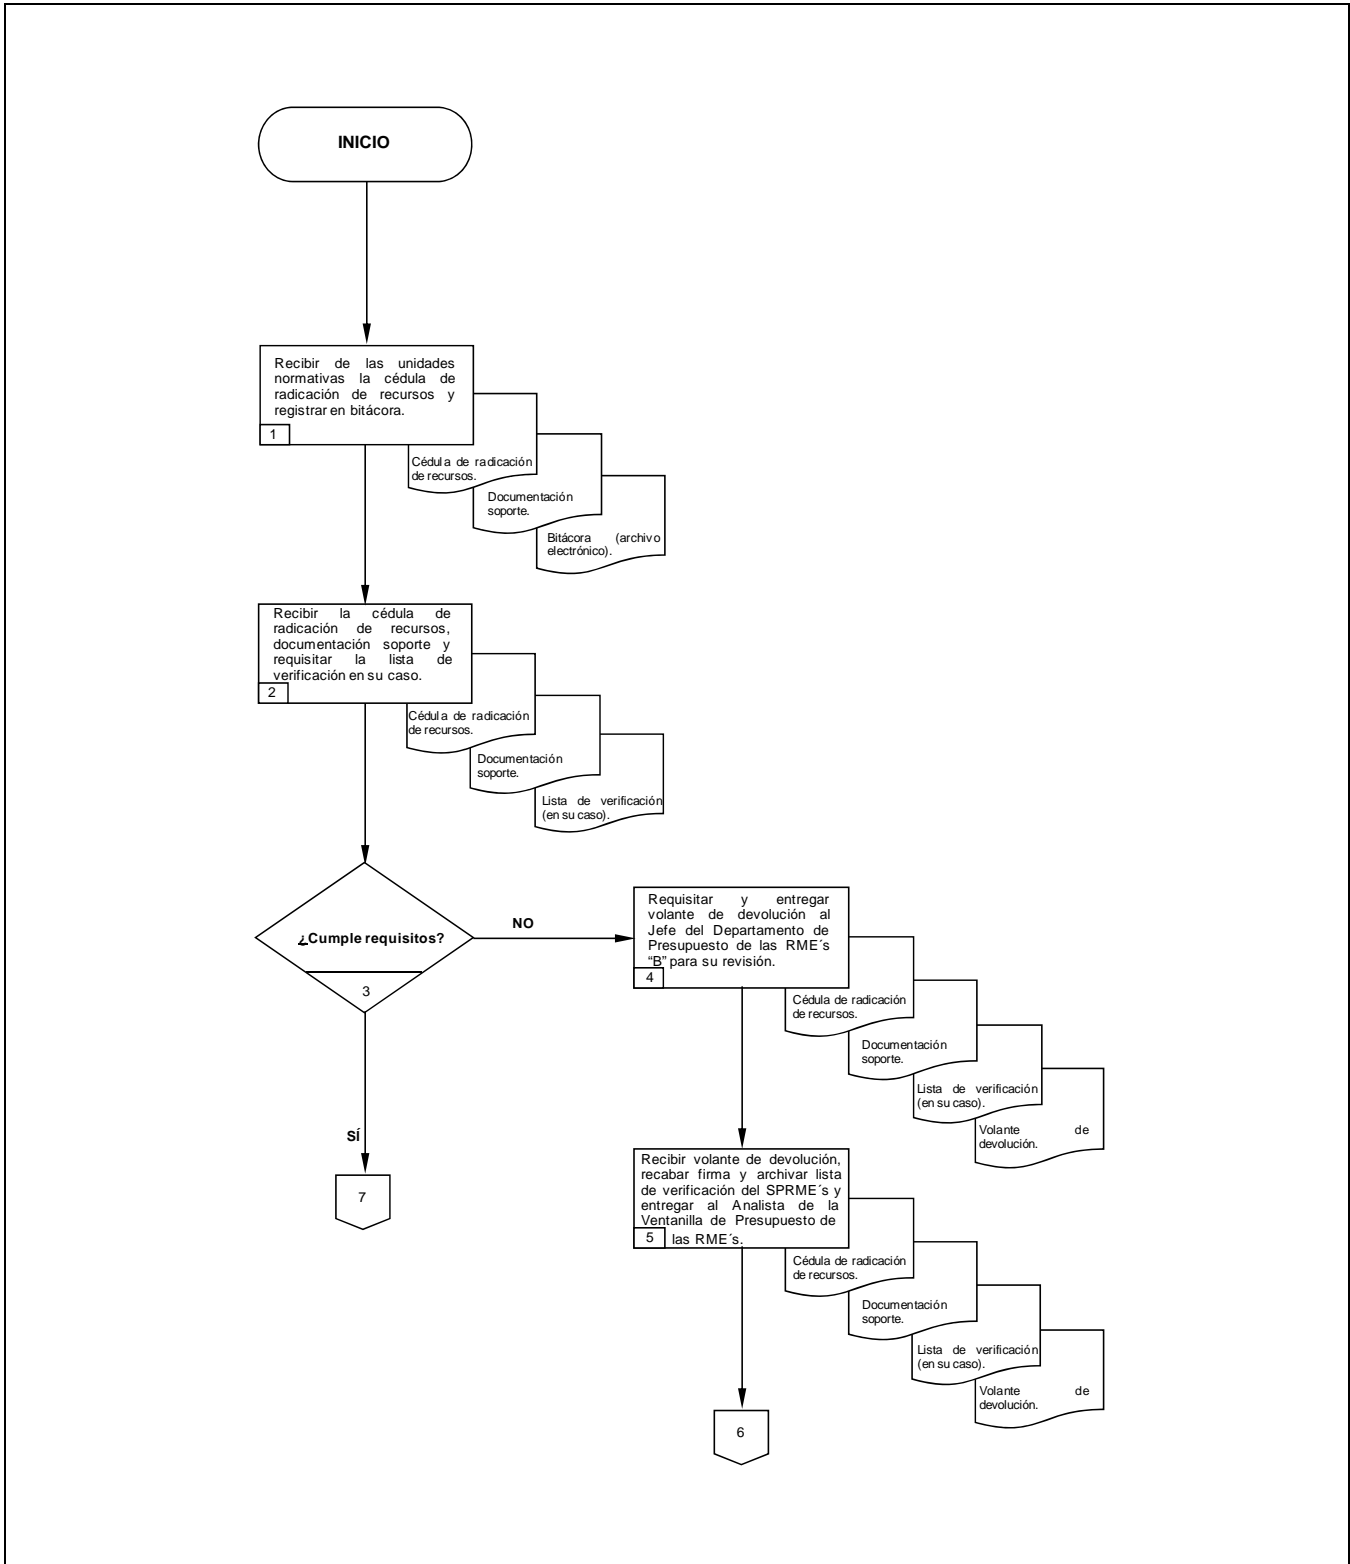 INICIO
Recibir de las unidades
normativas la cédula de
radicación de recursos y
registrar en bitácora.
1
Cédula de radicación
de recursos.
Documentación
soporte.
Bitácora (archivo
electrónico).
Recibir la cédula de
radicación de recursos,
documentación soporte y
requisitar la lista de
verificación en su caso.
2
Cédula de radicación
de recursos.
Documentación
soporte.
Lista de verificación
(en su caso).
¿Cumple requisitos?
3
NO
SÍ
7
Requisitar y entregar
volante de devolución al
Jefe del Departamento de
Presupuesto de las RME´s
“B” para su revisión.
4
Cédula de radicación
de recursos.
Documentación
soporte.
Lista de verificación
(en su caso).
Volante de
devolución.
Recibir volante de devolución,
recabar firma y archivar lista
de verificación del SPRME´s y
entregar al Analista de la
Ventanilla de Presupuesto de
las RME´s.
5
Cédula de radicación
de recursos.
Documentación
soporte.
Lista de verificación
(en su caso).
Volante de
devolución.
6